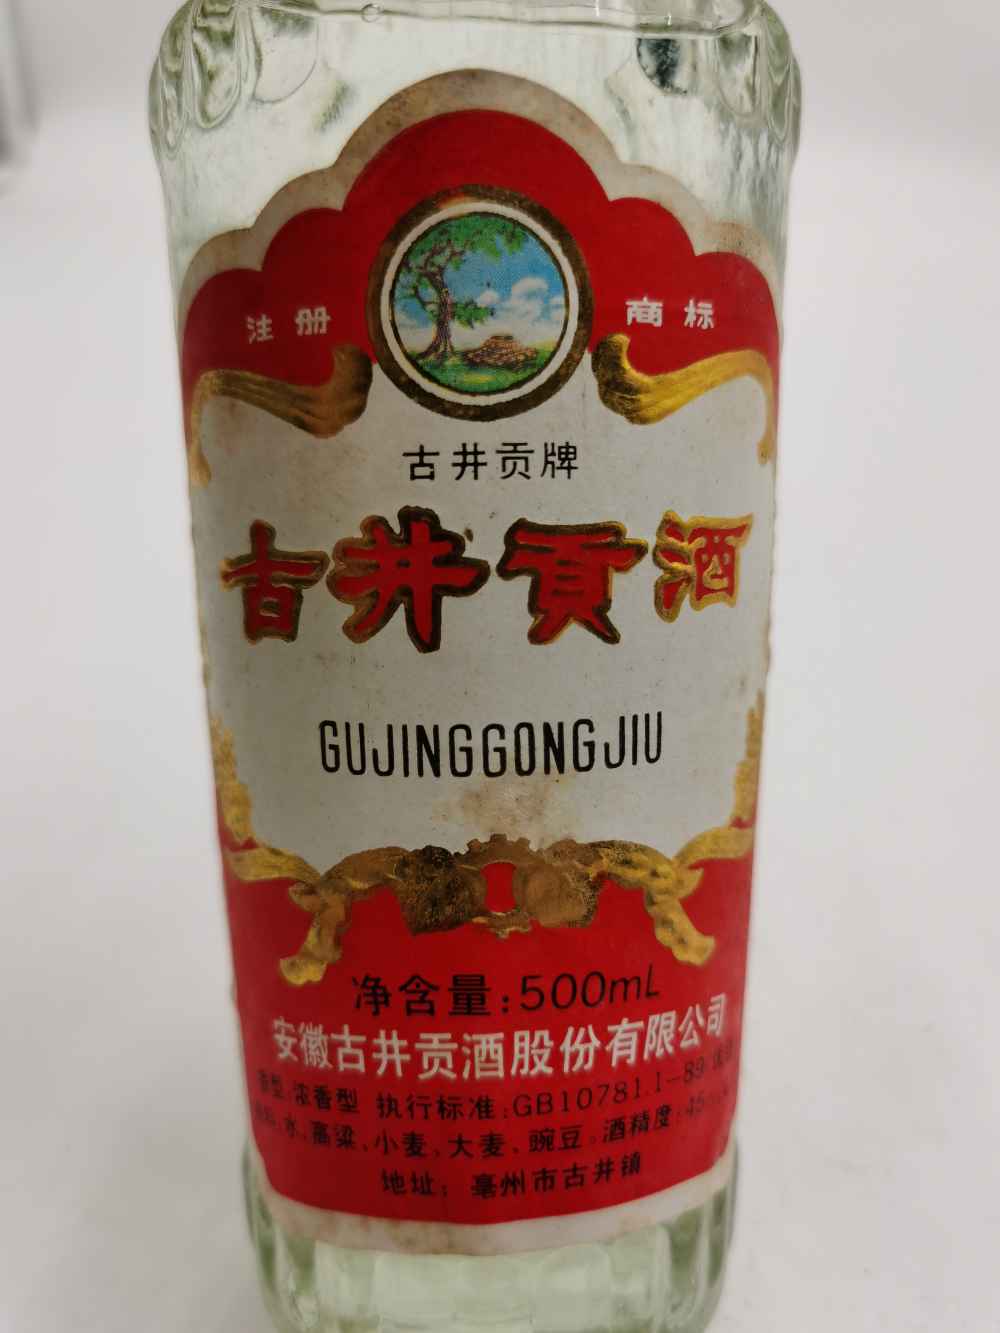 注册 商标
古井贡牌
古井贡酒
GUJINGGONGJIU
净含量:500mL
安徽古井贡酒股份有限公司
香型:浓香型 执行标准:GB10781.1-89
水、高粱、小麦、大麦、豌豆。酒精度:45
地址：亳州市古井镇